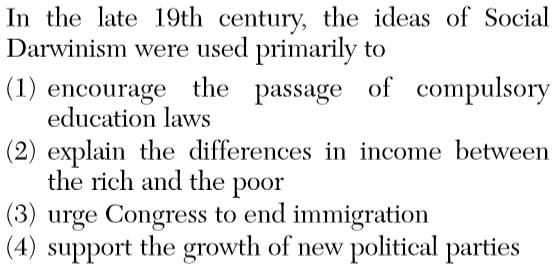 In the late 19th century, the ideas of Social
Darwinism were used primarily to
(1) encourage the passage of compulsory
education laws
(2) explain the differences in income between
the rich and the poor
(3) urge Congress to end immigration
(4) support the growth of new political parties